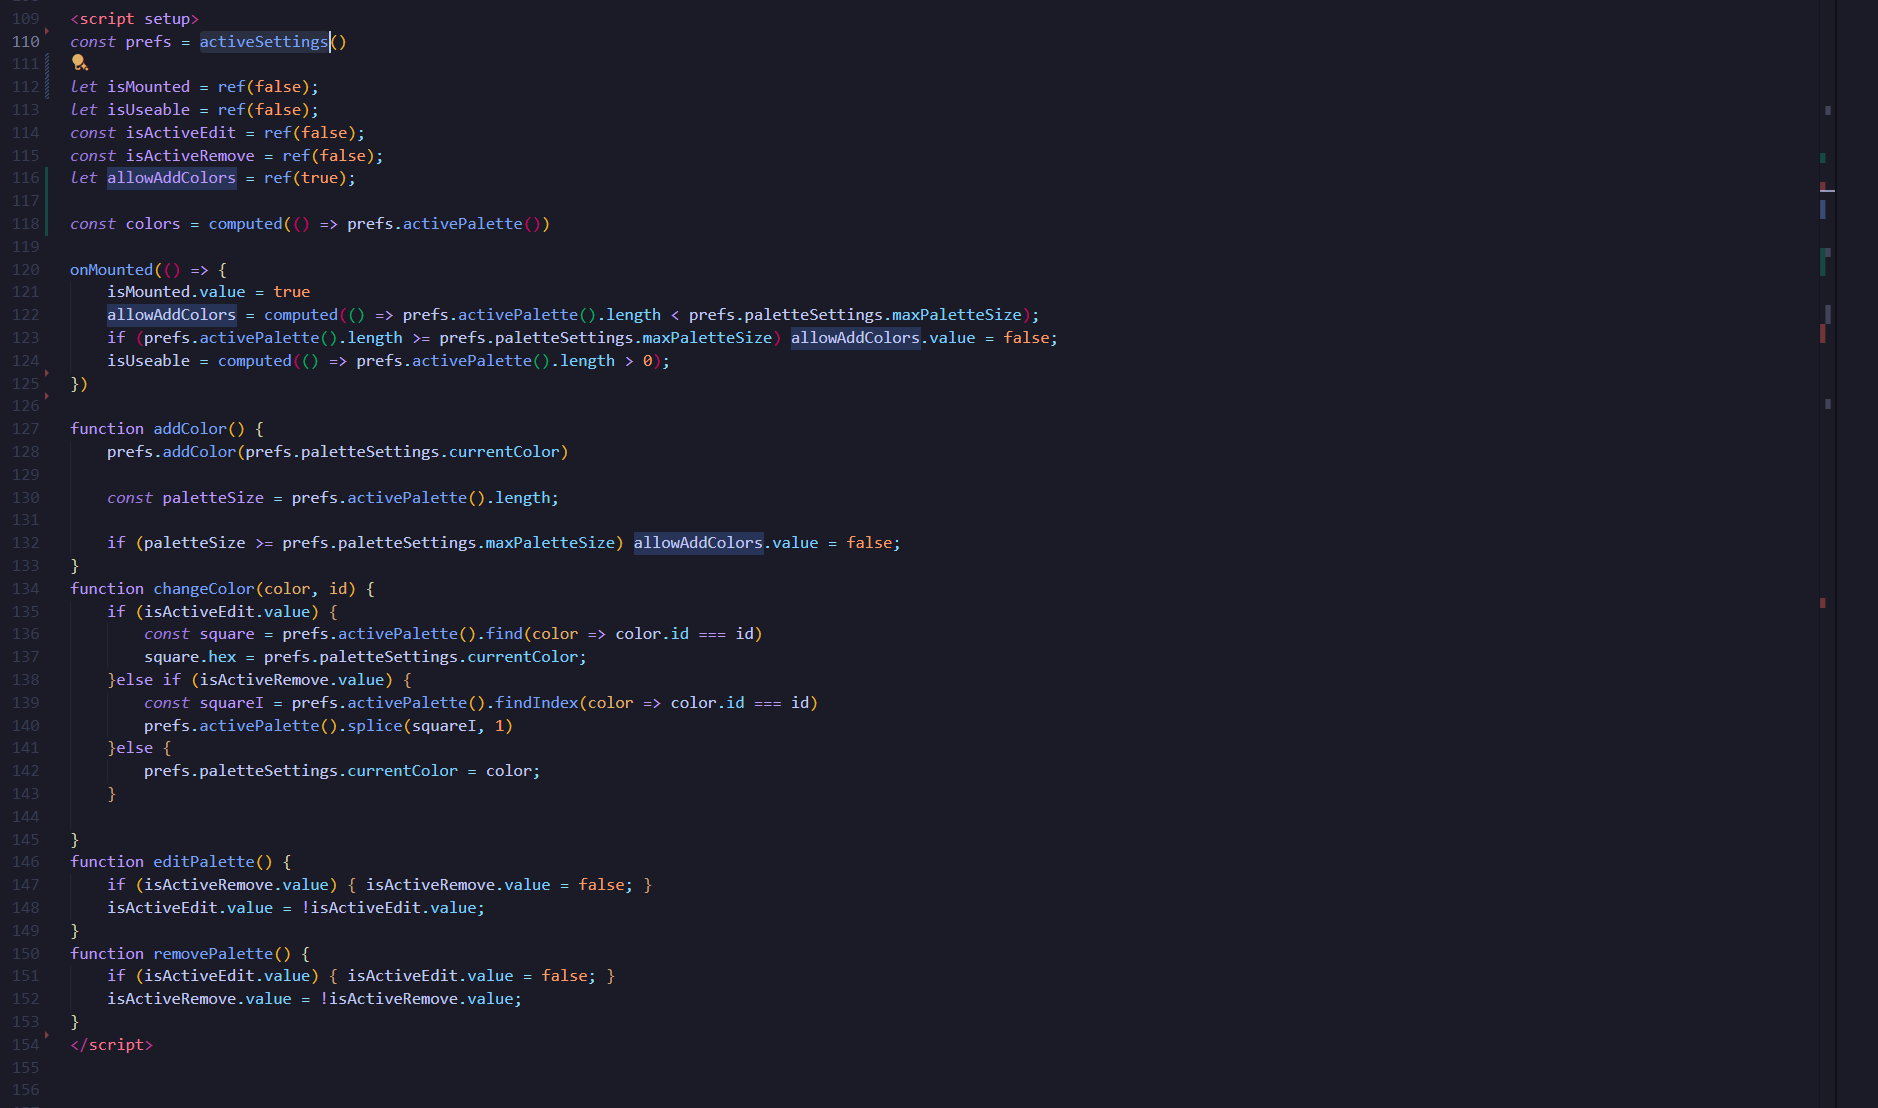 109 <script setup>
110 const prefs = activeSettings()
111
112 let isMounted = ref(false);
113 let isUseable = ref(false);
114 const isActiveEdit = ref(false);
115 const isActiveRemove = ref(false);
116 let allowAddColors = ref(true);
117
118 const colors = computed(() => prefs.activePalette())
119
120 onMounted(() => {
121     isMounted.value = true
122     allowAddColors = computed(() => prefs.activePalette().length < prefs.paletteSettings.maxPaletteSize);
123     if (prefs.activePalette().length >= prefs.paletteSettings.maxPaletteSize) allowAddColors.value = false;
124     isUseable = computed(() => prefs.activePalette().length > 0);
125 })
126
127 function addColor() {
128     prefs.addColor(prefs.paletteSettings.currentColor)
129
130     const paletteSize = prefs.activePalette().length;
131
132     if (paletteSize >= prefs.paletteSettings.maxPaletteSize) allowAddColors.value = false;
133 }
134 function changeColor(color, id) {
135     if (isActiveEdit.value) {
136         const square = prefs.activePalette().find(color => color.id === id)
137         square.hex = prefs.paletteSettings.currentColor;
138     }else if (isActiveRemove.value) {
139         const squareI = prefs.activePalette().findIndex(color => color.id === id)
140         prefs.activePalette().splice(squareI, 1)
141     }else {
142         prefs.paletteSettings.currentColor = color;
143     }
144
145 }
146 function editPalette() {
147     if (isActiveRemove.value) { isActiveRemove.value = false; }
148     isActiveEdit.value = !isActiveEdit.value;
149 }
150 function removePalette() {
151     if (isActiveEdit.value) { isActiveEdit.value = false; }
152     isActiveRemove.value = !isActiveRemove.value;
153 }
154 </script>
155
156